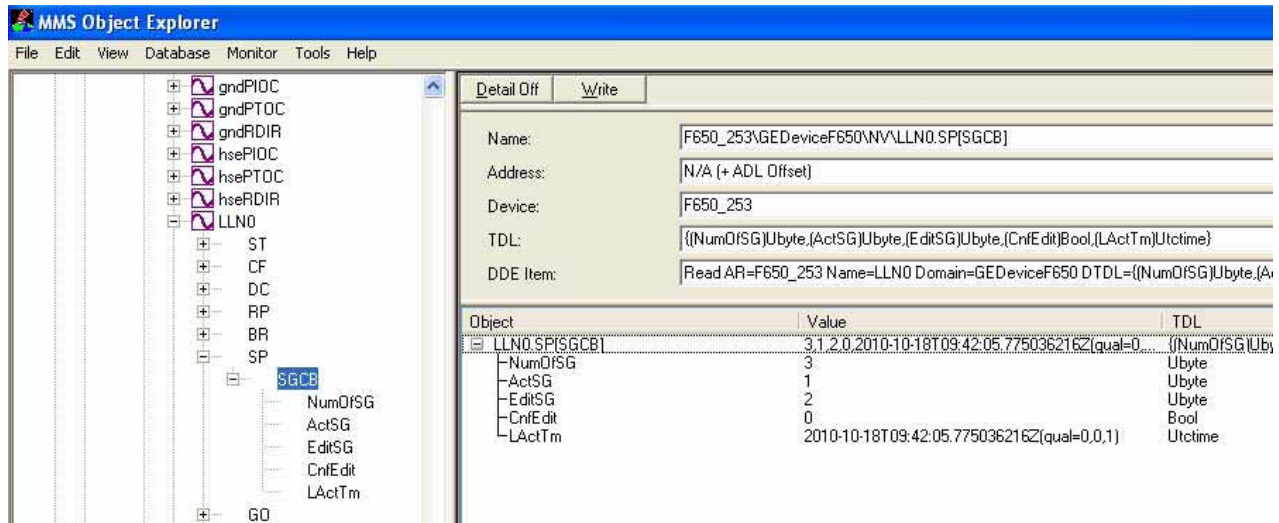 MMS Object Explorer
File Edit View Database Monitor Tools Help
gndPIOC
gndPTOC
gndRDIR
hsePIOC
hsePTOC
hseRDIR
LLN0
ST
CF
DC
RP
BR
SP
SGCB
NumOfSG
ActSG
EditSG
CnfEdit
LActTm
GO
Detail Off Write
Name: F650_253\GEDeviceF650\NV\LLN0.SP[SGCB]
Address: N/A (+ ADL Offset)
Device: F650_253
TDL: {(NumOfSG)Ubyte,(ActSG)Ubyte,(EditSG)Ubyte,(CnfEdit)Bool,(LActTm)Utctime}
DDE Item: Read AR=F650_253 Name=LLN0 Domain=GEDeviceF650 DTDL={(NumOfSG)Ubyte,(A
Object Value TDL
LLN0.SP[SGCB] 3,1,2,0,2010-10-18T09:42:05.775036216Z(qual=0,... {(NumOfSG)Uby
NumOfSG 3 Ubyte
ActSG 1 Ubyte
EditSG 2 Ubyte
CnfEdit 0 Bool
LActTm 2010-10-18T09:42:05.775036216Z(qual=0,0,1) Utctime